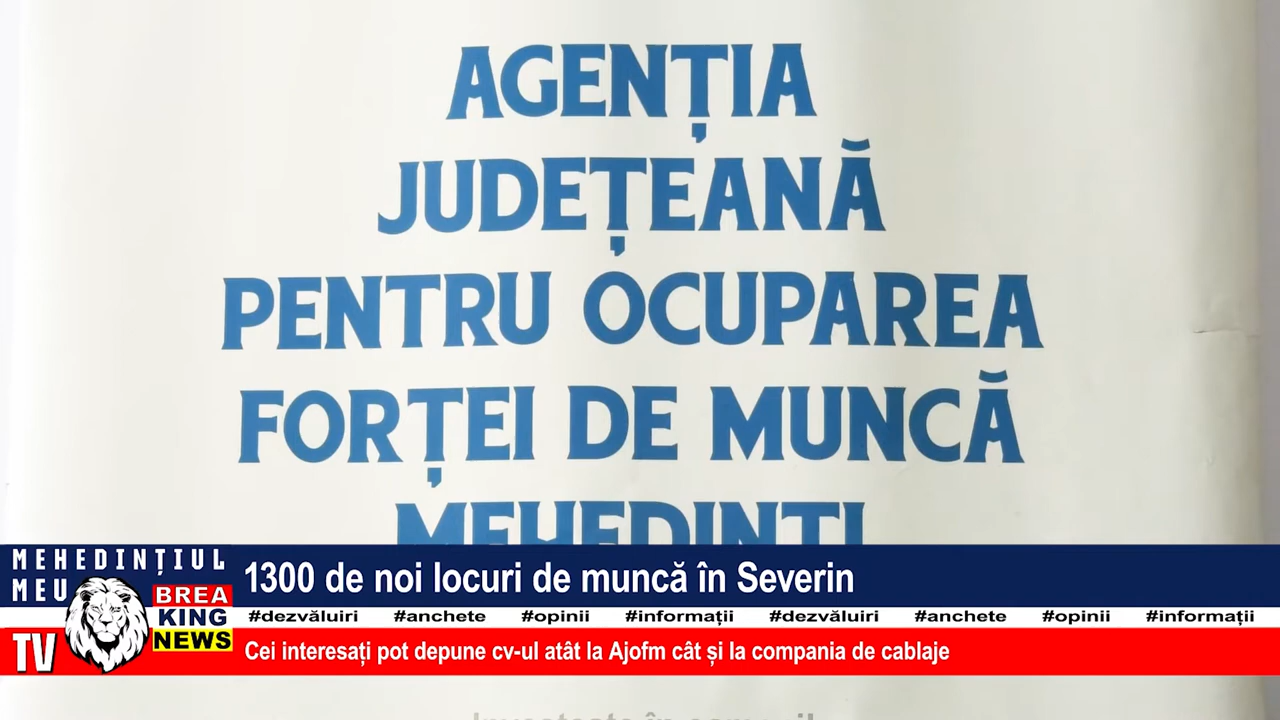 AGENȚIA
JUDEȚEANĂ
PENTRU OCUPAREA
FORȚEI DE MUNCĂ
MEHEDINȚI
MEHEDINȚIUL
MEU
BREA
KING
NEWS
TV
1300 de noi locuri de muncă în Severin
#dezvăluiri #anchete #opinii #informații #dezvăluiri #anchete #opinii #informații
Cei interesați pot depune cv-ul atât la Ajofm cât și la compania de cablaje